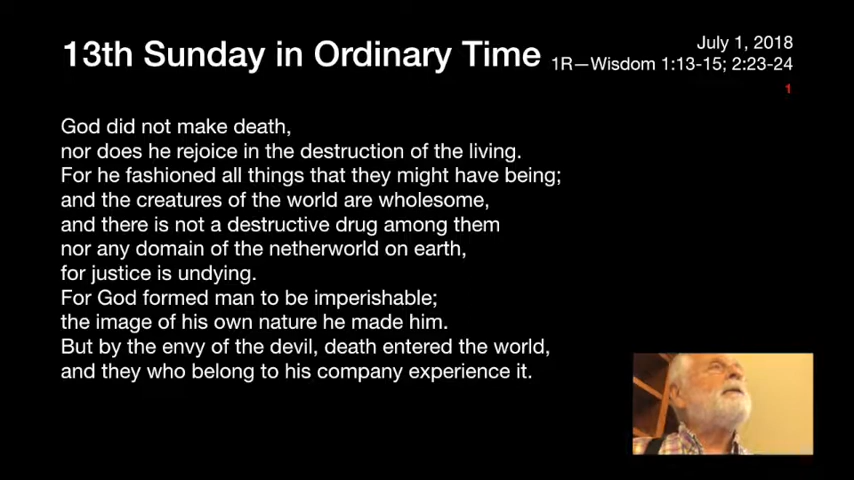 13th Sunday in Ordinary Time
July 1, 2018
1R—Wisdom 1:13-15; 2:23-24
1
God did not make death,
nor does he rejoice in the destruction of the living.
For he fashioned all things that they might have being;
and the creatures of the world are wholesome,
and there is not a destructive drug among them
nor any domain of the netherworld on earth,
for justice is undying.
For God formed man to be imperishable;
the image of his own nature he made him.
But by the envy of the devil, death entered the world,
and they who belong to his company experience it.